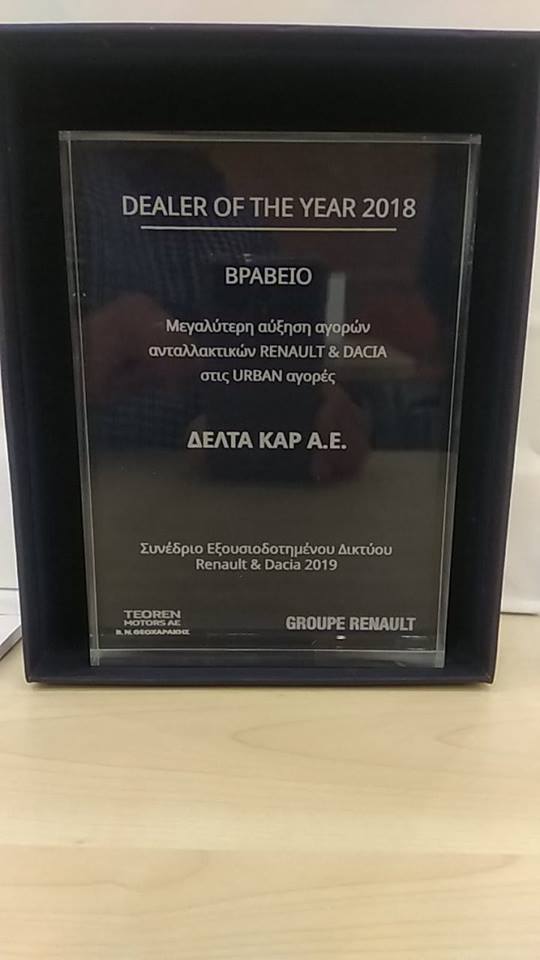 DEALER OF THE YEAR 2018
ΒΡΑΒΕΙΟ
Μεγαλύτερη αύξηση αγορών
ανταλλακτικών RENAULT & DACIA
στις URBAN αγορές
ΔΕΛΤΑ ΚΑΡ Α.Ε.
Συνέδριο Εξουσιοδοτημένου Δικτύου
Renault & Dacia 2019
TEOREN
MOTORS AE
Β. Ν. ΘΕΟΧΑΡΑΚΗΣ
GROUPE RENAULT